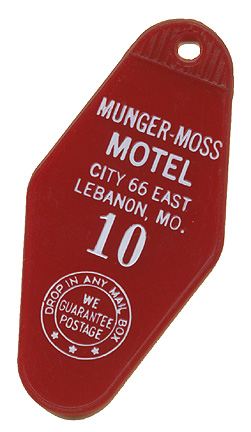 MUNGER-MOSS
MOTEL
CITY 66 EAST
LEBANON, MO.
10
DROP IN ANY MAIL BOX
WE
GUARANTEE
POSTAGE